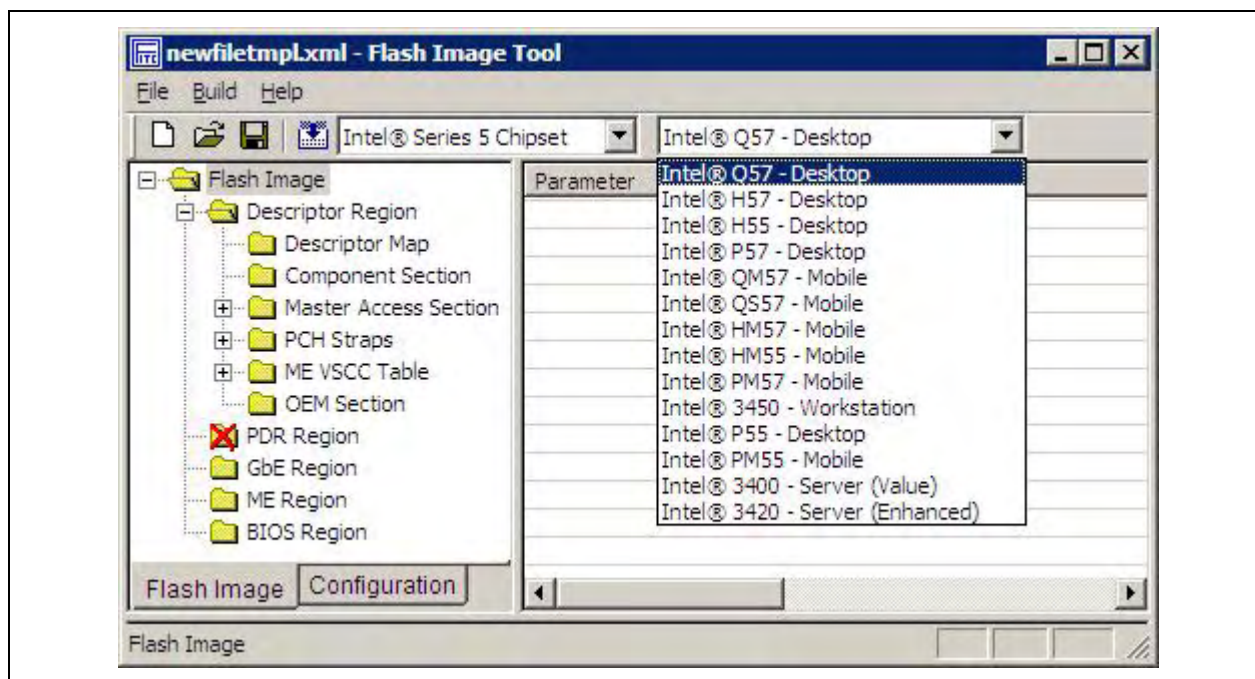 newfiletmpl.xml - Flash Image Tool
File Build Help
Intel® Series 5 Chipset
Intel® Q57 - Desktop
Flash Image
Descriptor Region
Descriptor Map
Component Section
Master Access Section
PCH Straps
ME VSCC Table
OEM Section
PDR Region
GbE Region
ME Region
BIOS Region
Flash Image
Configuration
Parameter
Intel® Q57 - Desktop
Intel® H57 - Desktop
Intel® H55 - Desktop
Intel® P57 - Desktop
Intel® QM57 - Mobile
Intel® QS57 - Mobile
Intel® HM57 - Mobile
Intel® HM55 - Mobile
Intel® PM57 - Mobile
Intel® 3450 - Workstation
Intel® P55 - Desktop
Intel® PM55 - Mobile
Intel® 3400 - Server (Value)
Intel® 3420 - Server (Enhanced)
Flash Image